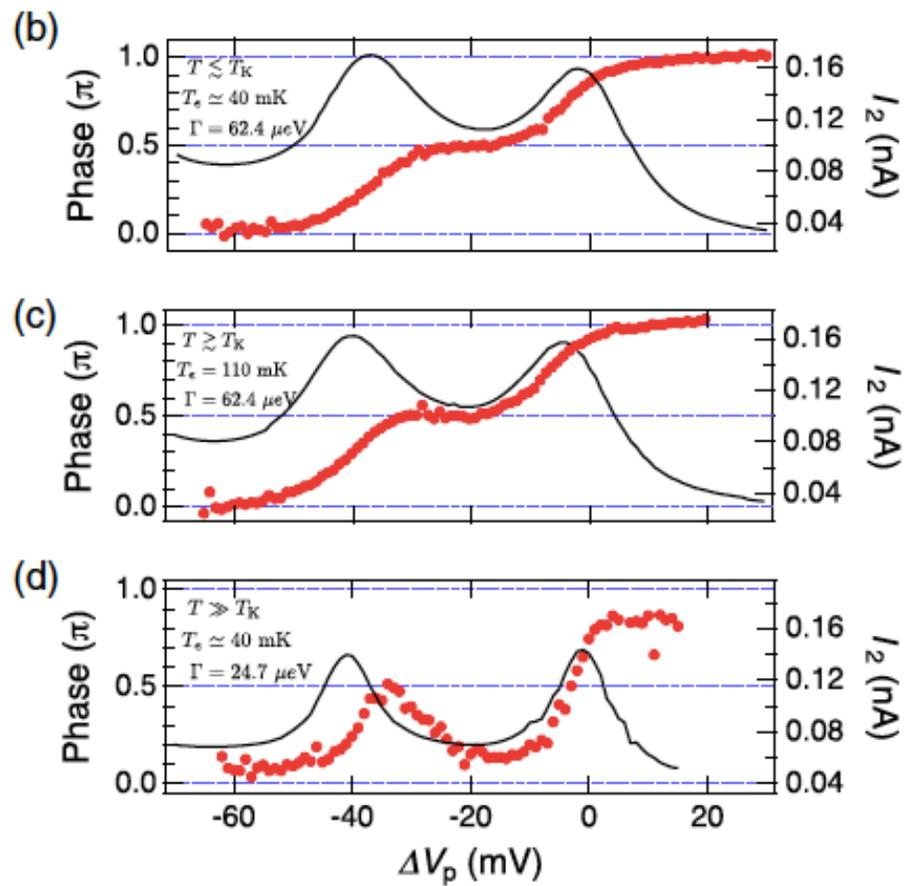 (b)
Phase (π)
1.0
0.5
0.0
T ≲ T_K
T_e ≃ 40 mK
Γ = 62.4 μeV
0.16
0.12
0.08
0.04
I_2 (nA)
(c)
Phase (π)
1.0
0.5
0.0
T ≳ T_K
T_e = 110 mK
Γ = 62.4 μeV
0.16
0.12
0.08
0.04
I_2 (nA)
(d)
Phase (π)
1.0
0.5
0.0
T ≫ T_K
T_e ≃ 40 mK
Γ = 24.7 μeV
0.16
0.12
0.08
0.04
I_2 (nA)
-60 -40 -20 0 20
ΔV_p (mV)